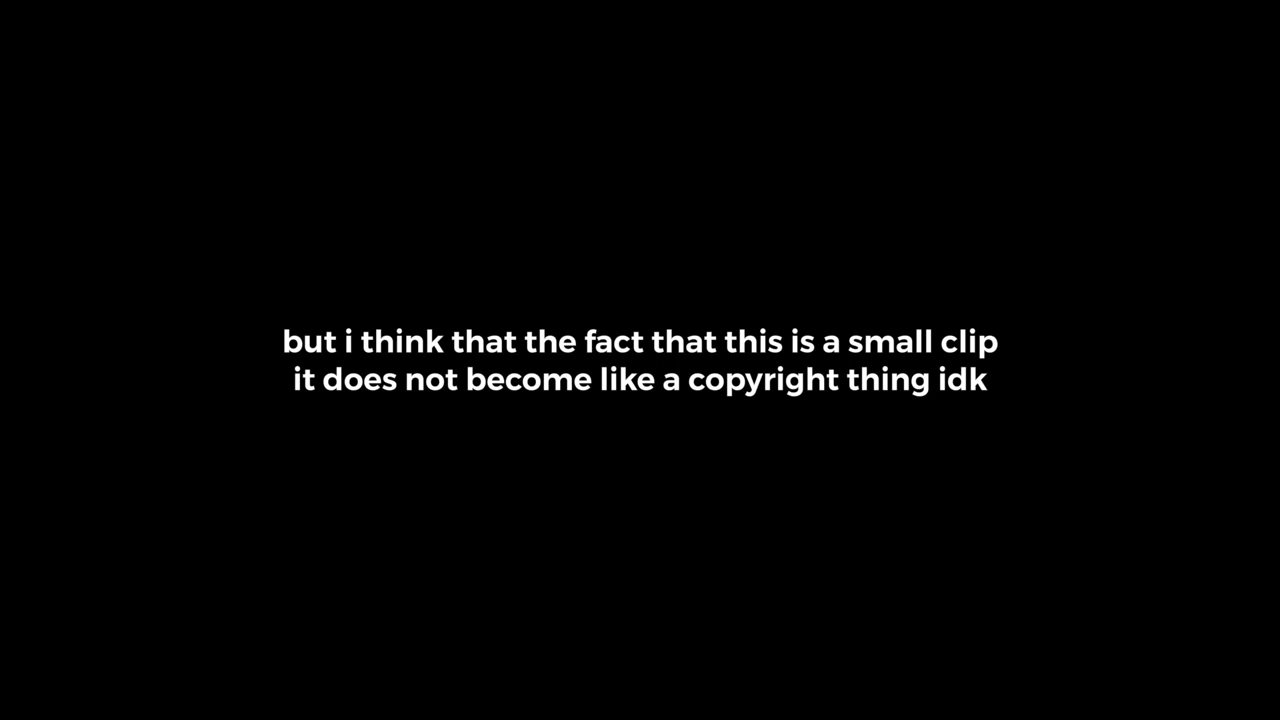 but i think that the fact that this is a small clip
it does not become like a copyright thing idk